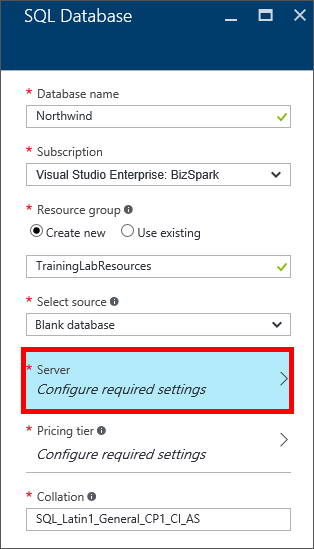 SQL Database
* Database name
Northwind
* Subscription
Visual Studio Enterprise: BizSpark
* Resource group
Create new Use existing
TrainingLabResources
* Select source
Blank database
* Server
Configure required settings
* Pricing tier
Configure required settings
* Collation
SQL_Latin1_General_CP1_CI_AS